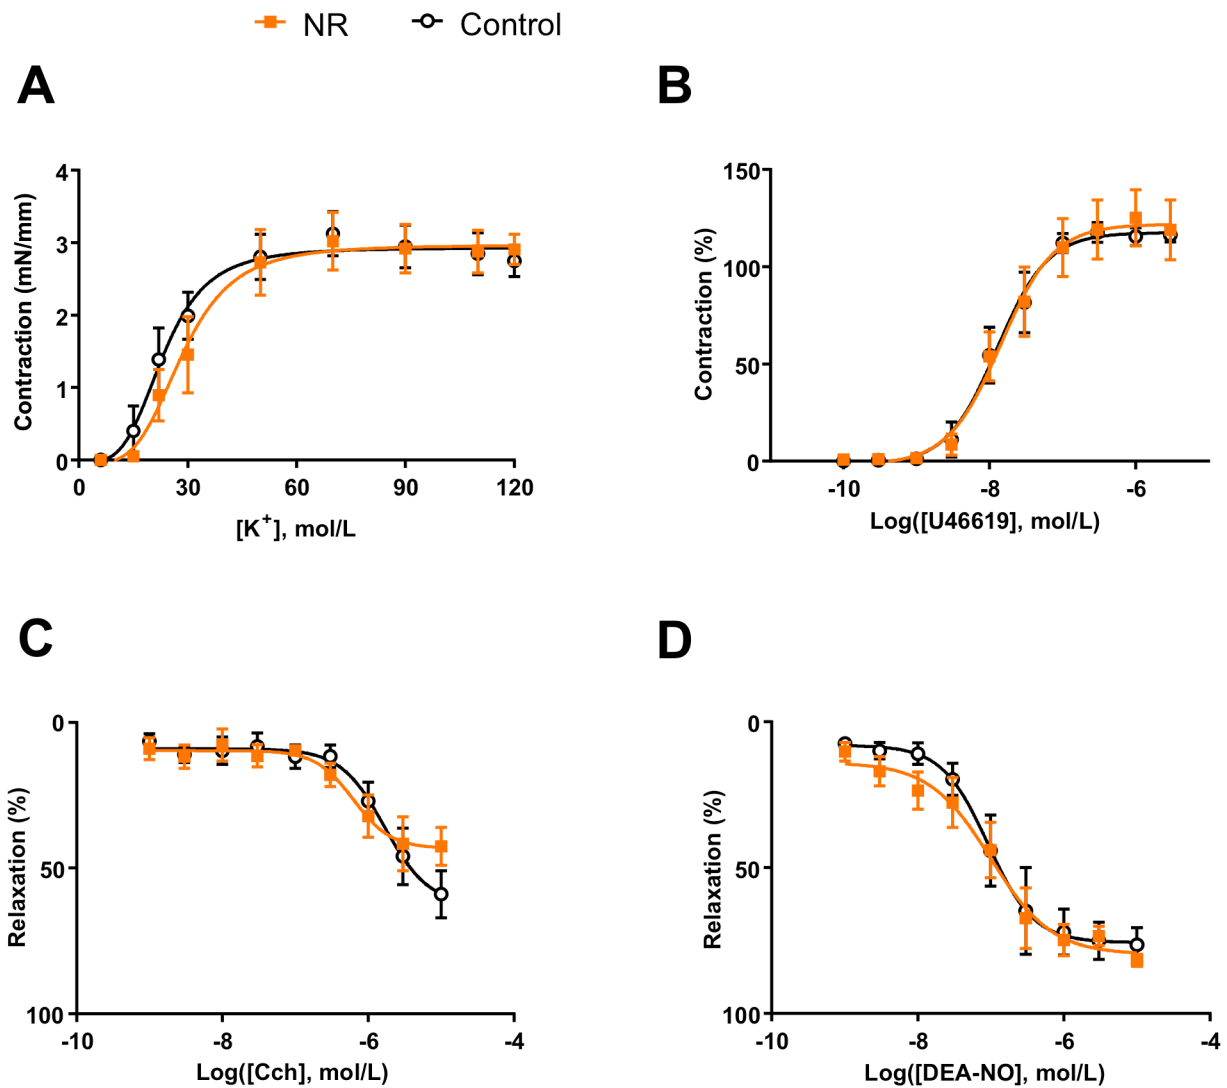 NR Control
A
B
4
3
2
1
0
Contraction (mN/mm)
0 30 60 90 120
[K+], mol/L
150
100
50
0
Contraction (%)
-10 -8 -6
Log([U46619], mol/L)
C
D
0
50
100
Relaxation (%)
-10 -8 -6 -4
Log([Cch], mol/L)
0
50
100
Relaxation (%)
-10 -8 -6 -4
Log([DEA-NO], mol/L)